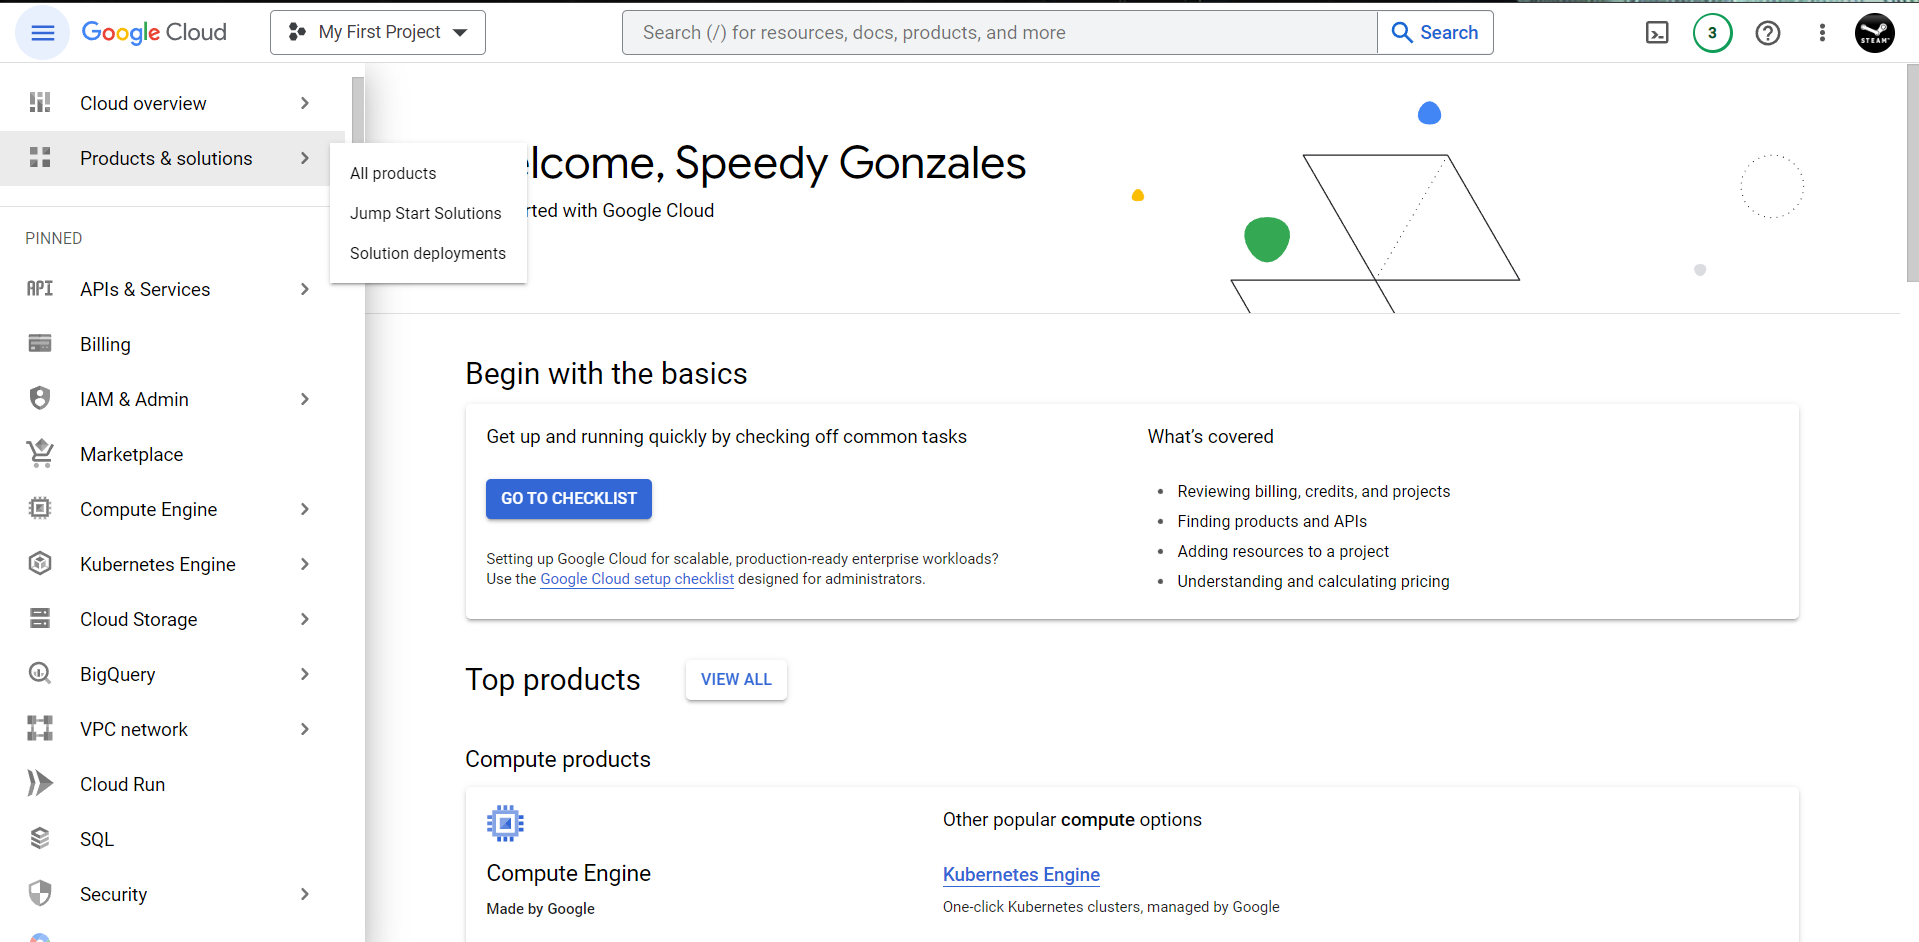 Google Cloud
My First Project
Search (/) for resources, docs, products, and more
Search
3
STEAM
Cloud overview
Products & solutions
All products
Jump Start Solutions
Solution deployments
lcome, Speedy Gonzales
rted with Google Cloud
PINNED
API APIs & Services
Billing
IAM & Admin
Marketplace
Compute Engine
Kubernetes Engine
Cloud Storage
BigQuery
VPC network
Cloud Run
SQL
Security
Begin with the basics
Get up and running quickly by checking off common tasks
GO TO CHECKLIST
Setting up Google Cloud for scalable, production-ready enterprise workloads?
Use the Google Cloud setup checklist designed for administrators.
What’s covered
• Reviewing billing, credits, and projects
• Finding products and APIs
• Adding resources to a project
• Understanding and calculating pricing
Top products
VIEW ALL
Compute products
Compute Engine
Made by Google
Other popular compute options
Kubernetes Engine
One-click Kubernetes clusters, managed by Google